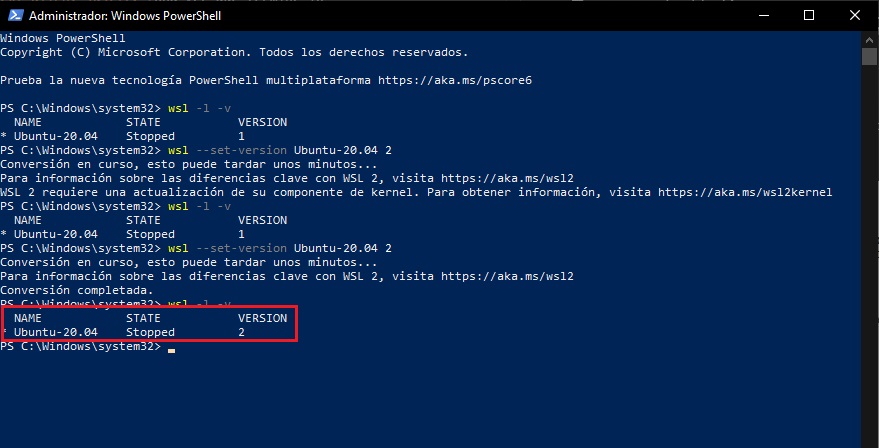 Administrador: Windows PowerShell
Windows PowerShell
Copyright (C) Microsoft Corporation. Todos los derechos reservados.
Prueba la nueva tecnología PowerShell multiplataforma https://aka.ms/pscore6
PS C:\Windows\system32> wsl -l -v
NAME STATE VERSION
* Ubuntu-20.04 Stopped 1
PS C:\Windows\system32> wsl --set-version Ubuntu-20.04 2
Conversión en curso, esto puede tardar unos minutos...
Para información sobre las diferencias clave con WSL 2, visita https://aka.ms/wsl2
WSL 2 requiere una actualización de su componente de kernel. Para obtener información, visita https://aka.ms/wsl2kernel
PS C:\Windows\system32> wsl -l -v
NAME STATE VERSION
* Ubuntu-20.04 Stopped 1
PS C:\Windows\system32> wsl --set-version Ubuntu-20.04 2
Conversión en curso, esto puede tardar unos minutos...
Para información sobre las diferencias clave con WSL 2, visita https://aka.ms/wsl2
Conversión completada.
PS C:\Windows\system32> wsl -l -v
NAME STATE VERSION
* Ubuntu-20.04 Stopped 2
PS C:\Windows\system32>